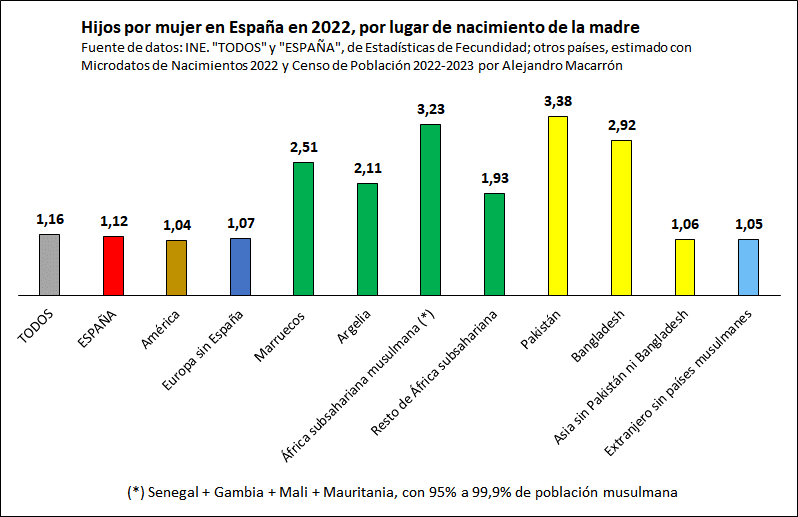 Hijos por mujer en España en 2022, por lugar de nacimiento de la madre
Fuente de datos: INE. "TODOS" y "ESPAÑA", de Estadísticas de Fecundidad; otros países, estimado con
Microdatos de Nacimientos 2022 y Censo de Población 2022-2023 por Alejandro Macarrón
1,16
1,12
1,04
1,07
2,51
2,11
3,23
1,93
3,38
2,92
1,06
1,05
TODOS
ESPAÑA
América
Europa sin España
Marruecos
Argelia
África subsahariana musulmana (*)
Resto de África subsahariana
Pakistán
Bangladesh
Asia sin Pakistán ni Bangladesh
Extranjero sin países musulmanes
(*) Senegal + Gambia + Mali + Mauritania, con 95% a 99,9% de población musulmana